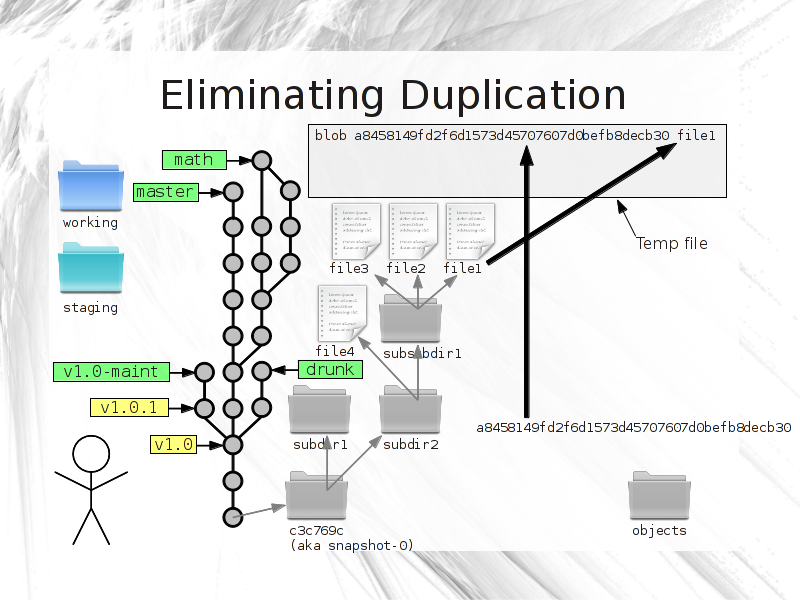 Eliminating Duplication
blob a8458149fd2f6d1573d45707607d0befb8decb30 file1
math
master
working
Temp file
file3
file2
file1
staging
file4
subsubdir1
v1.0-maint
drunk
v1.0.1
a8458149fd2f6d1573d45707607d0befb8decb30
v1.0
subdir1
subdir2
c3c769c
(aka snapshot-0)
objects